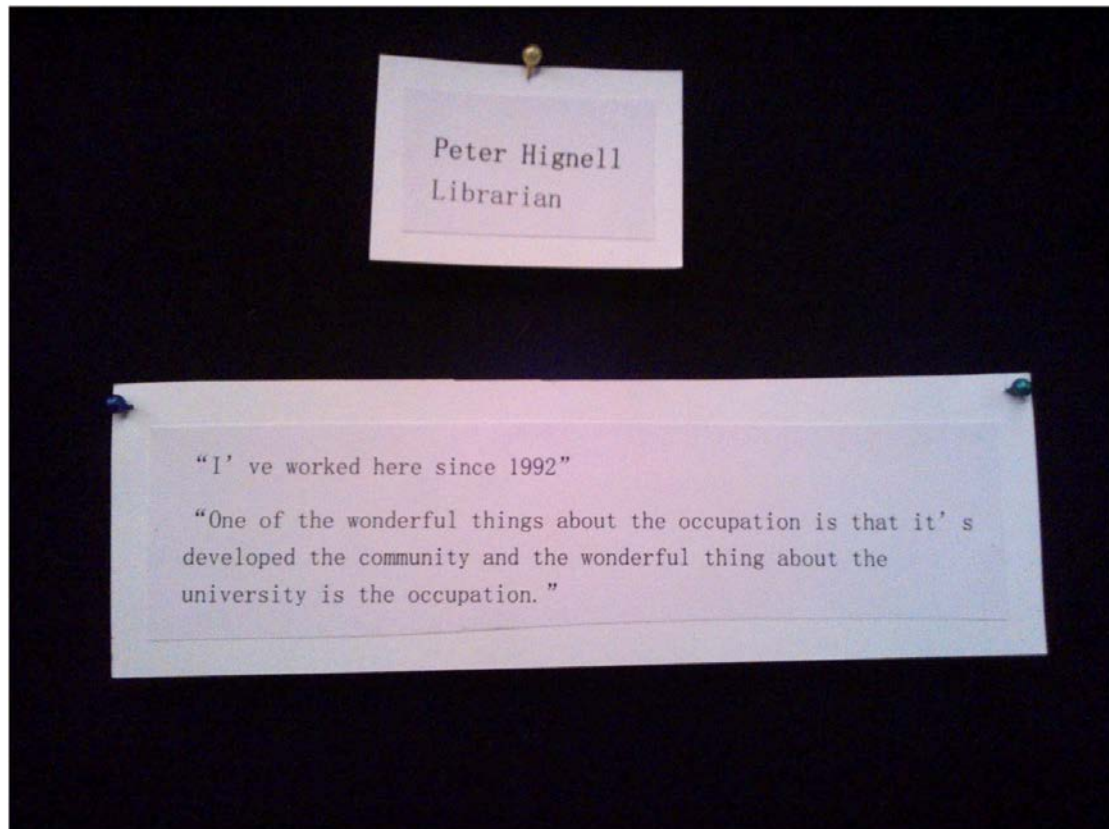 Peter Hignell
Librarian
“I’ve worked here since 1992”
“One of the wonderful things about the occupation is that it’s
developed the community and the wonderful thing about the
university is the occupation.”